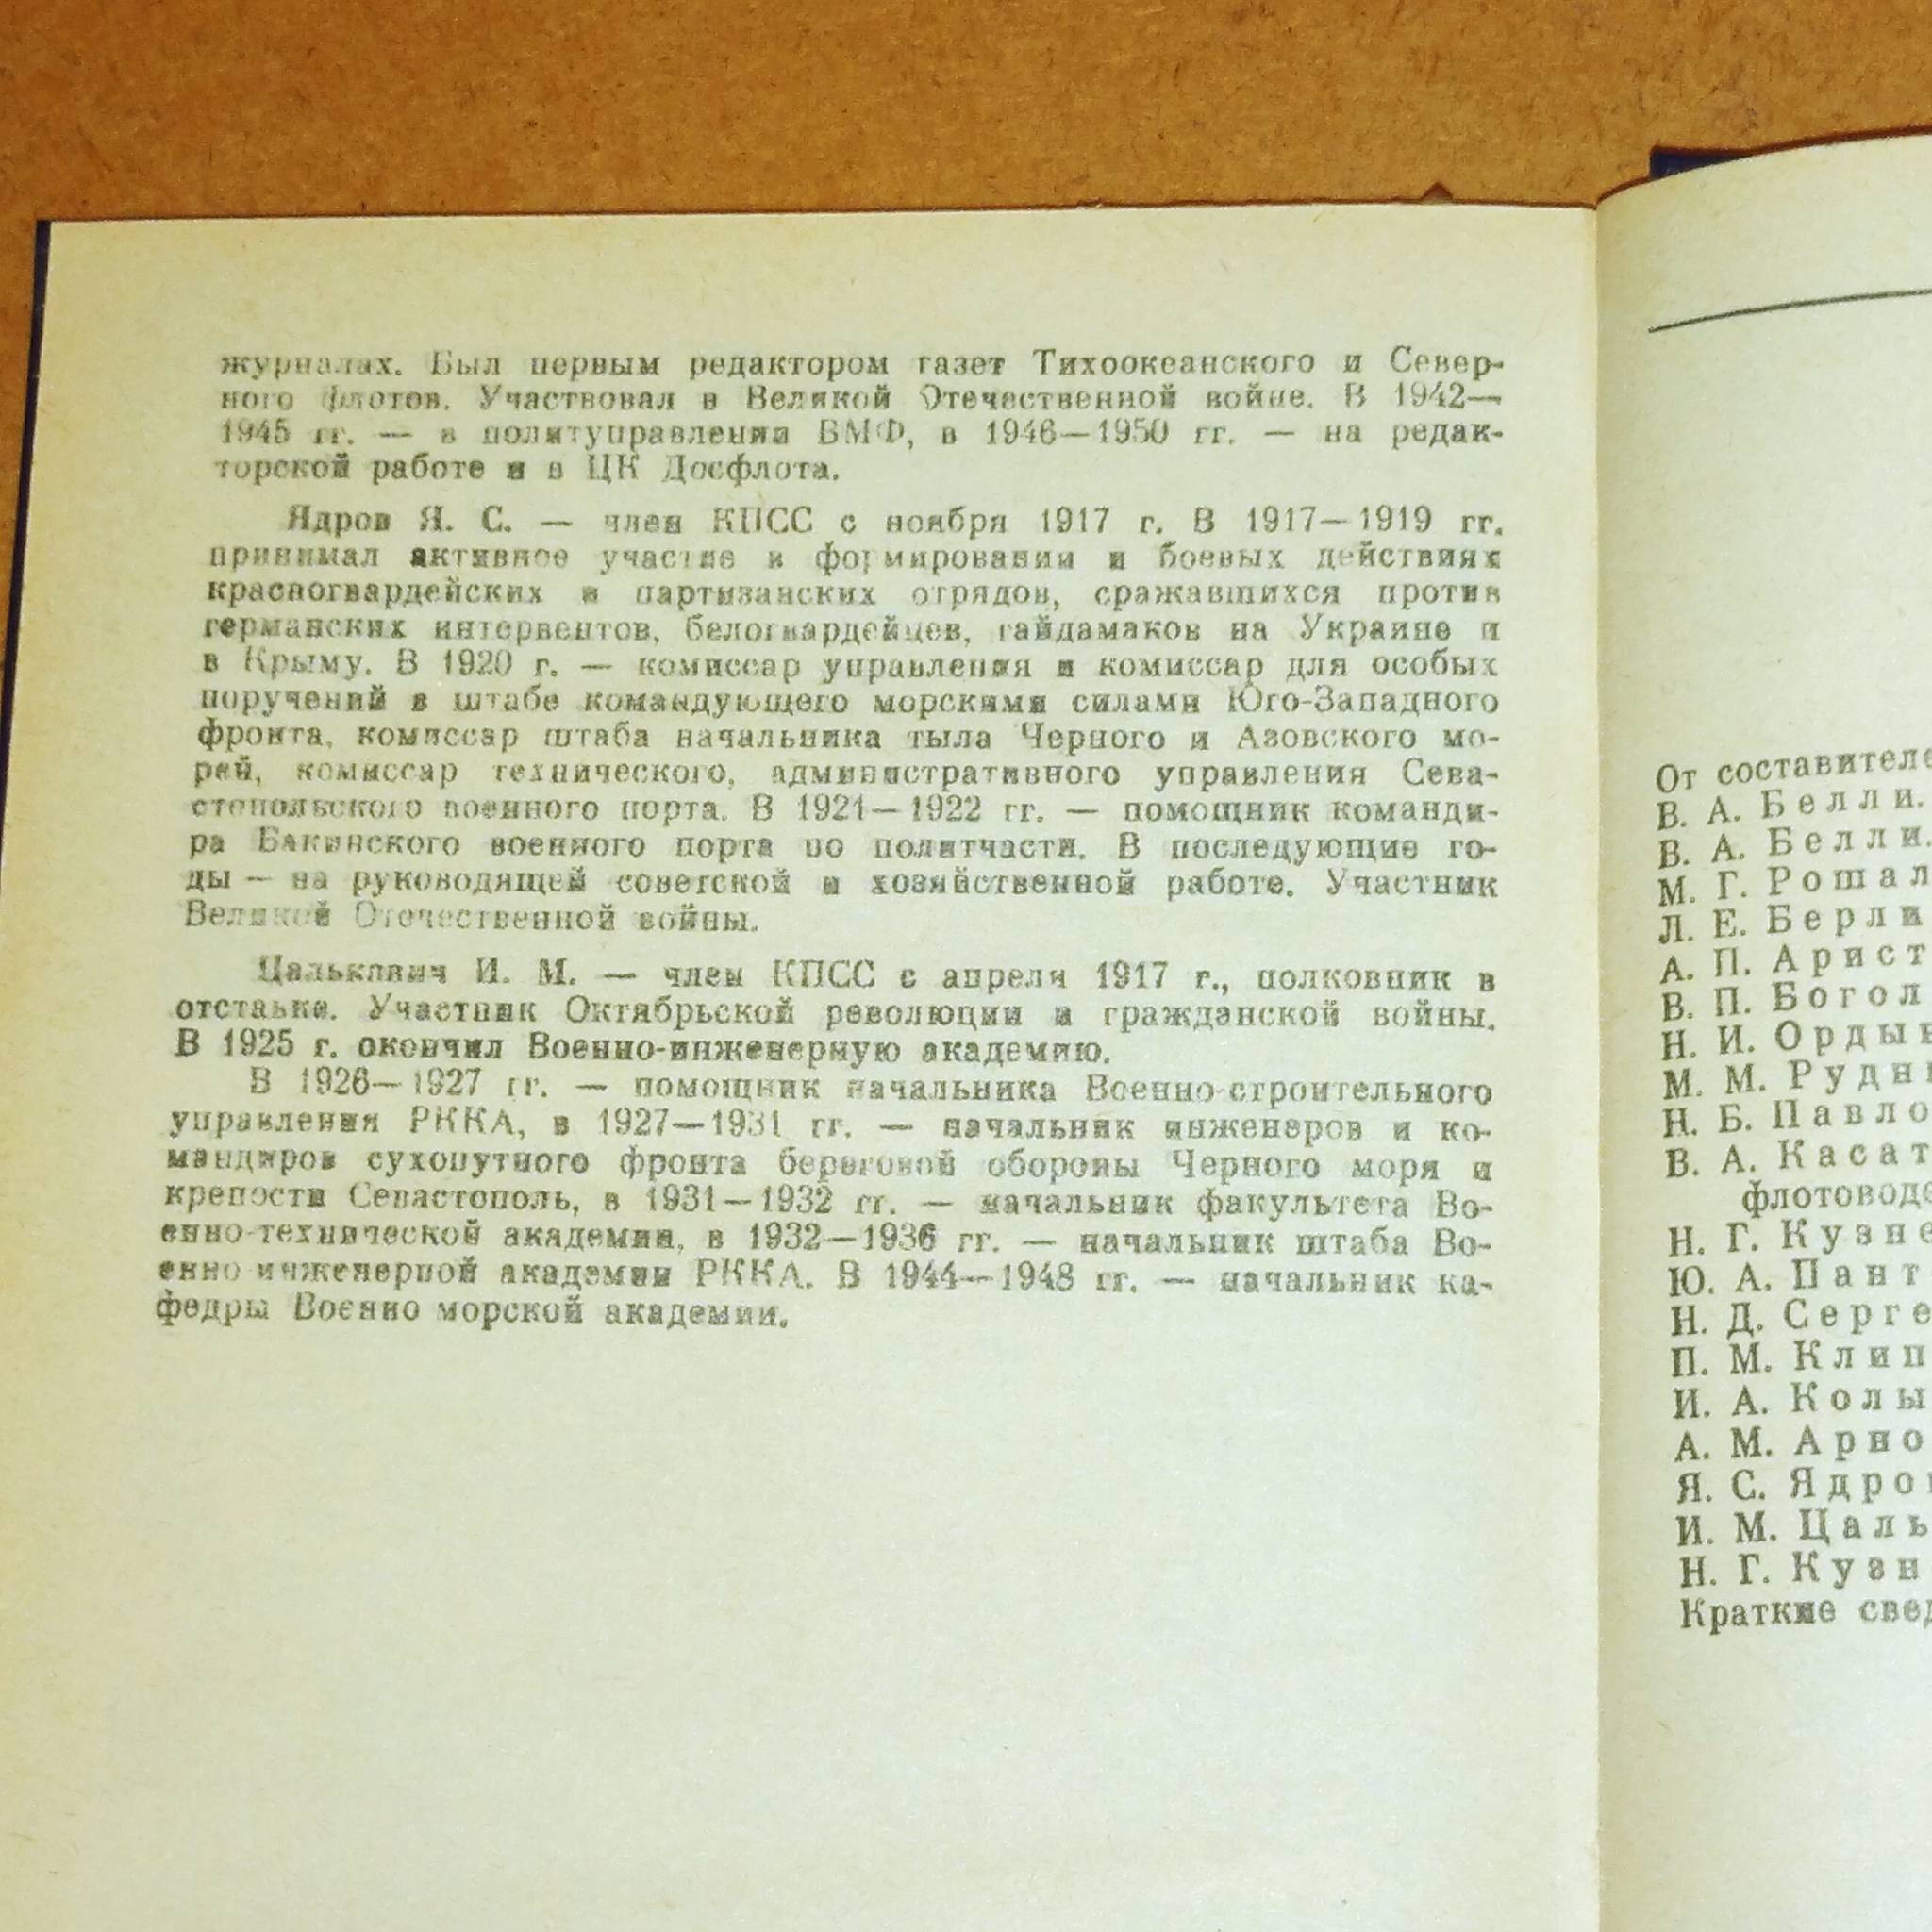 журналах. Был первым редактором газет Тихоокеанского и Север-
ного флотов. Участвовал в Великой Отечественной войне. В 1942—
1945 гг. — в политуправлении ВМФ, в 1946—1950 гг. — на редак-
торской работе и в ЦК Досфлота.
Ядров Я. С. — член КПСС с ноября 1917 г. В 1917—1919 гг.
принимал активное участие в формировании и боевых действиях
красногвардейских и партизанских отрядов, сражавшихся против
германских интервентов, белогвардейцев, гайдамаков на Украине и
в Крыму. В 1920 г. — комиссар управления и комиссар для особых
поручений в штабе командующего морскими силами Юго-Западного
фронта, комиссар штаба начальника тыла Черного и Азовского мо-
рей, комиссар технического, административного управления Сева-
стопольского военного порта. В 1921—1922 гг. — помощник команди-
ра Бакинского военного порта по политчасти. В последующие го-
ды — на руководящей советской и хозяйственной работе. Участник
Великой Отечественной войны.
Цалькович И. М. — член КПСС с апреля 1917 г., полковник в
отставке. Участник Октябрьской революции и гражданской войны.
В 1925 г. окончил Военно-инженерную академию.
В 1926—1927 гг. — помощник начальника Военно-строительного
управления РККА, в 1927—1931 гг. — начальник инженеров и ко-
мандиров сухопутного фронта береговой обороны Черного моря и
крепости Севастополь, в 1931—1932 гг. — начальник факультета Во-
енно-технической академии, в 1932—1936 гг. — начальник штаба Во-
енно-инженерной академии РККА. В 1944—1948 гг. — начальник ка-
федры Военно-морской академии.
От составителе
В. А. Белли.
В. А. Белли.
М. Г. Рошал
Л. Е. Берли
А. П. Арист
В. П. Богол
Н. И. Орды
М. М. Рудн
Н. Б. Павло
В. А. Касат
флотоводе
Н. Г. Кузне
Ю. А. Пант
Н. Д. Серге
П. М. Клип
И. А. Колы
А. М. Арно
Я. С. Ядро
И. М. Цаль
Н. Г. Кузн
Краткие свед